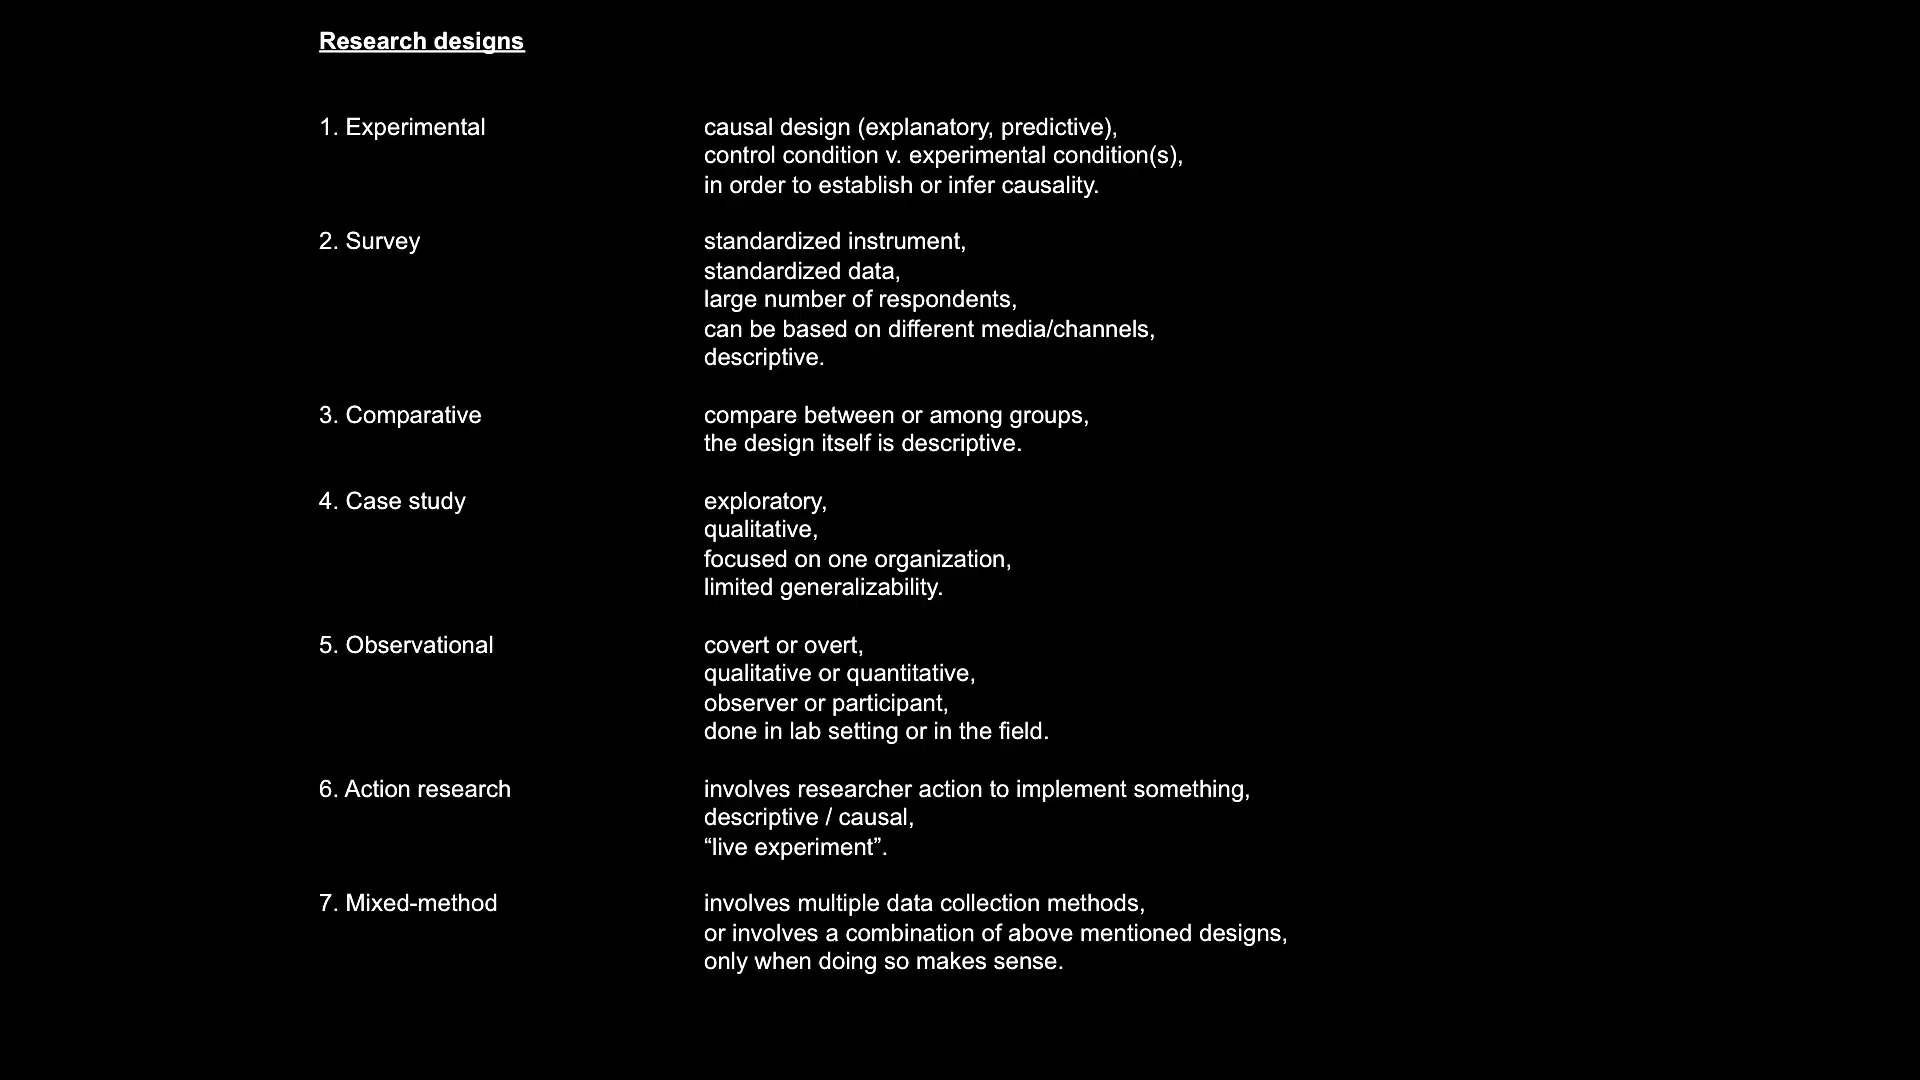 Research designs
1. Experimental causal design (explanatory, predictive),
control condition v. experimental condition(s),
in order to establish or infer causality.
2. Survey standardized instrument,
standardized data,
large number of respondents,
can be based on different media/channels,
descriptive.
3. Comparative compare between or among groups,
the design itself is descriptive.
4. Case study exploratory,
qualitative,
focused on one organization,
limited generalizability.
5. Observational covert or overt,
qualitative or quantitative,
observer or participant,
done in lab setting or in the field.
6. Action research involves researcher action to implement something,
descriptive / causal,
“live experiment”.
7. Mixed-method involves multiple data collection methods,
or involves a combination of above mentioned designs,
only when doing so makes sense.